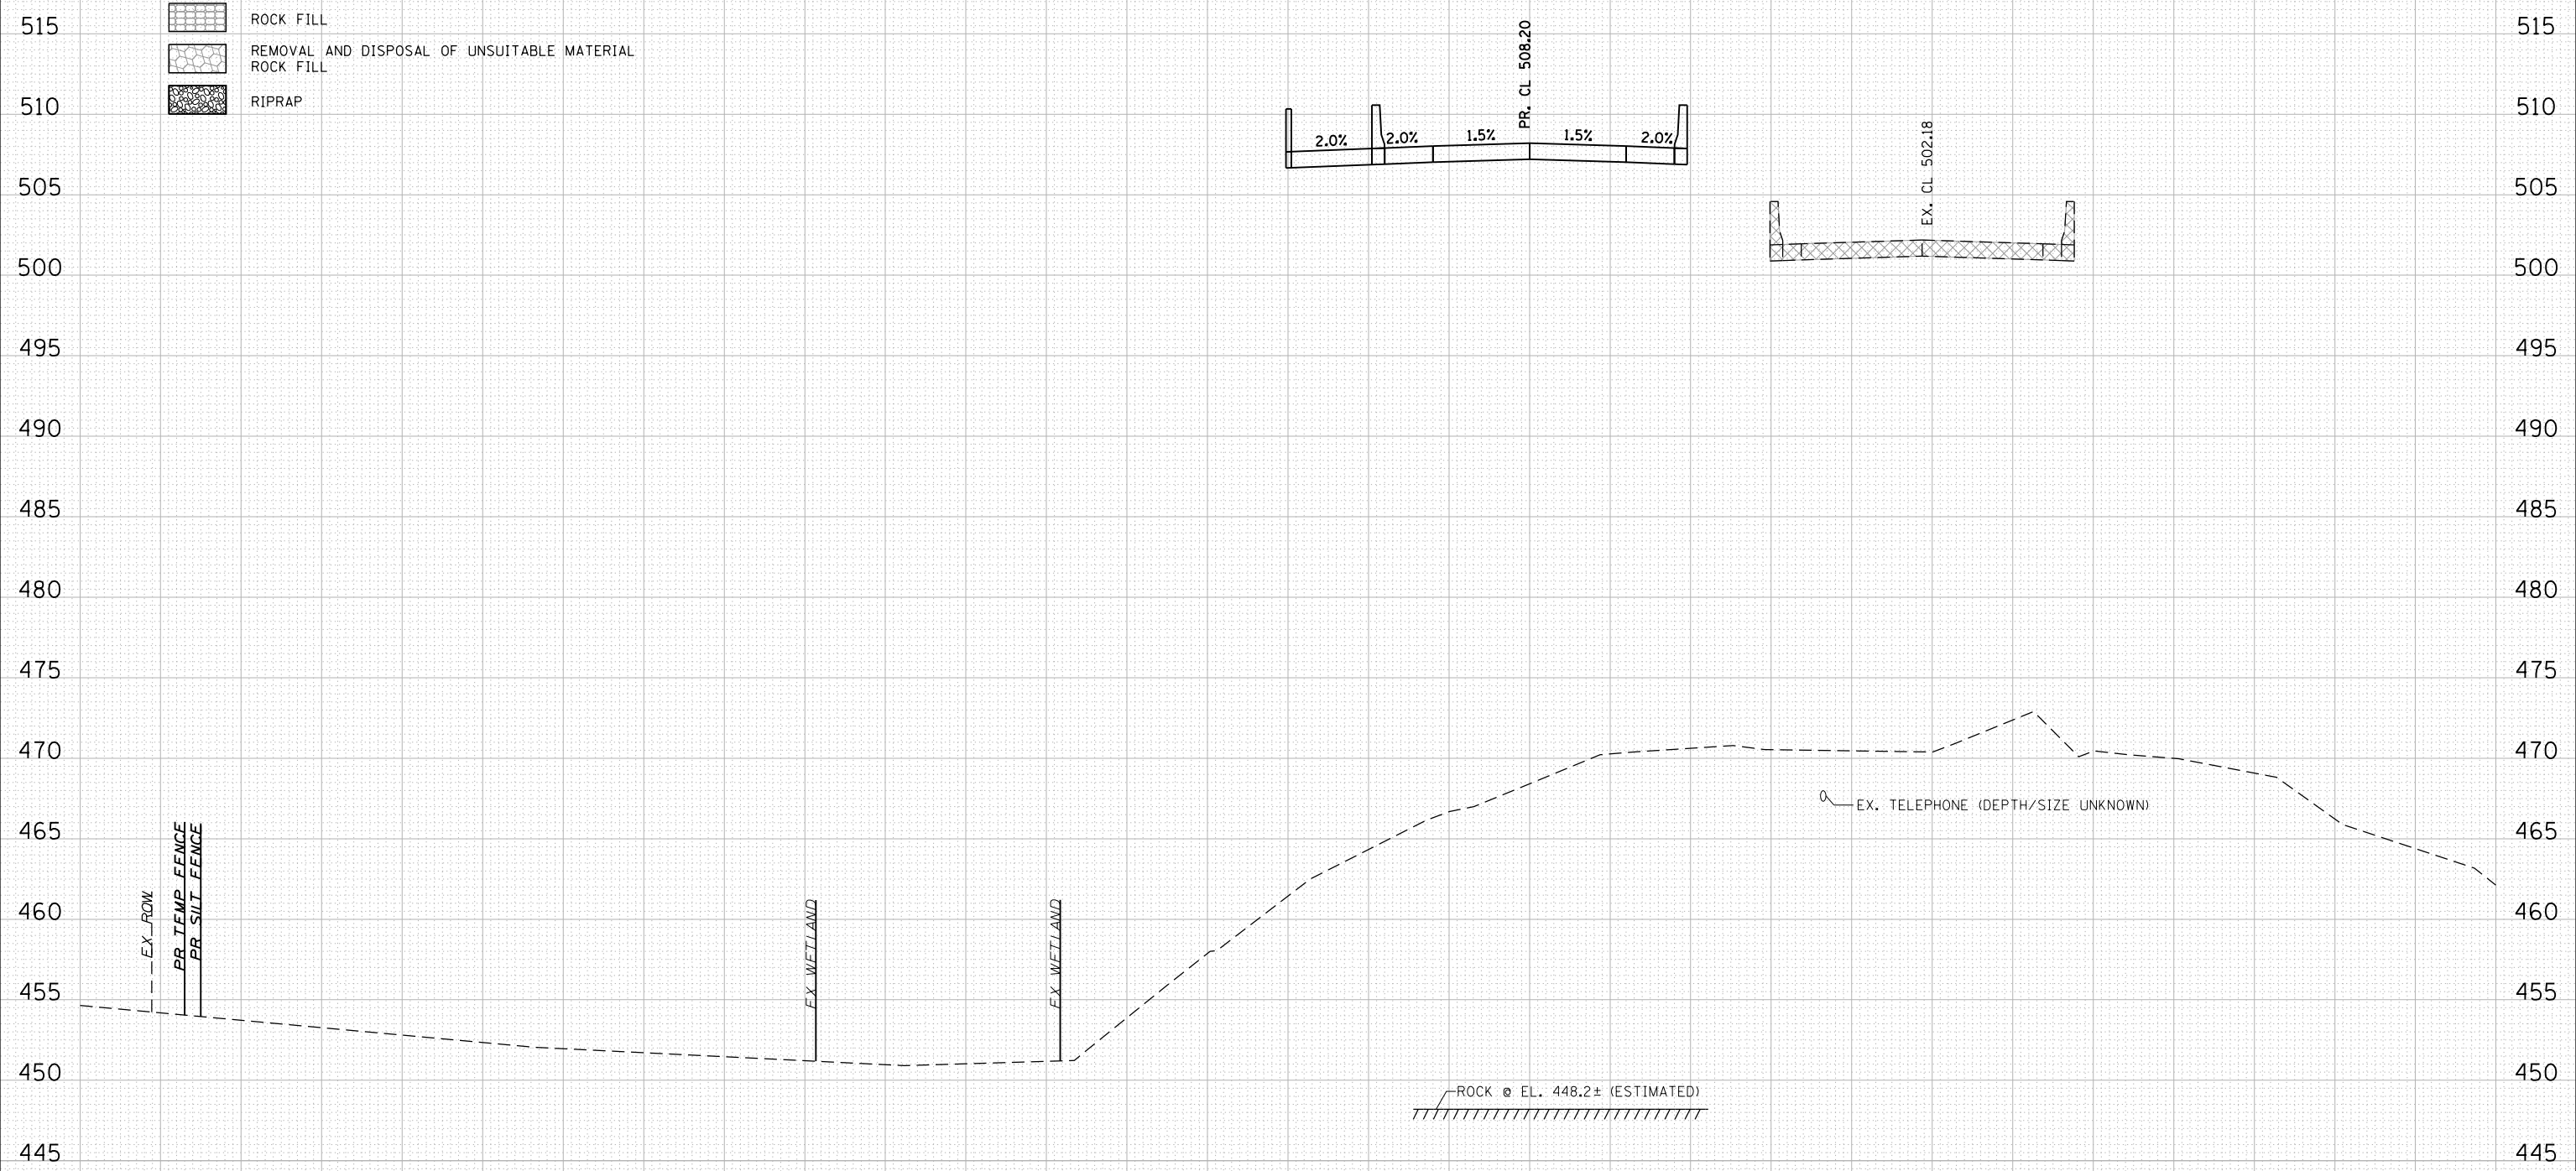 515
ROCK FILL
REMOVAL AND DISPOSAL OF UNSUITABLE MATERIAL
ROCK FILL
RIPRAP
PR. CL 508.20
515
510
510
2.0%
2.0%
1.5%
1.5%
2.0%
EX. CL 502.18
505
505
500
500
495
495
490
490
485
485
480
480
475
475
470
470
EX. TELEPHONE (DEPTH/SIZE UNKNOWN)
465
465
PR TEMP FENCE
PR SILT FENCE
EX ROW
EX WETLAND
EX WETLAND
460
460
455
455
450
450
ROCK @ EL. 448.2± (ESTIMATED)
445
445